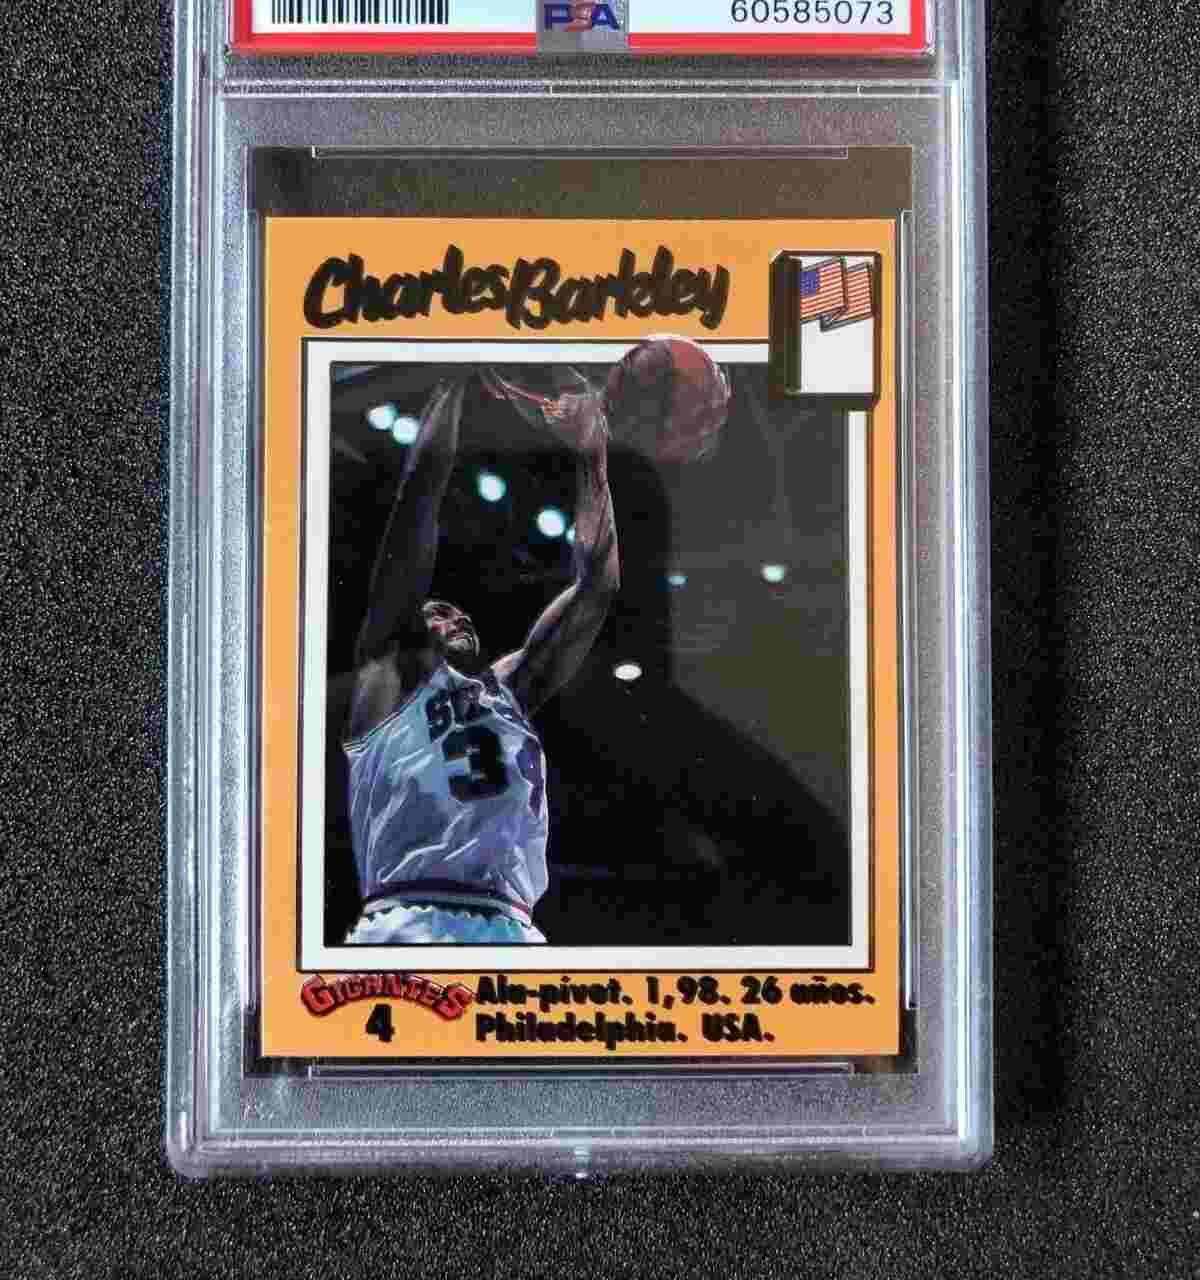 PSA
60585073
Charles Barkley
3
GIGANTES
4
Ala-pivot. 1,98. 26 años.
Philadelphia. USA.